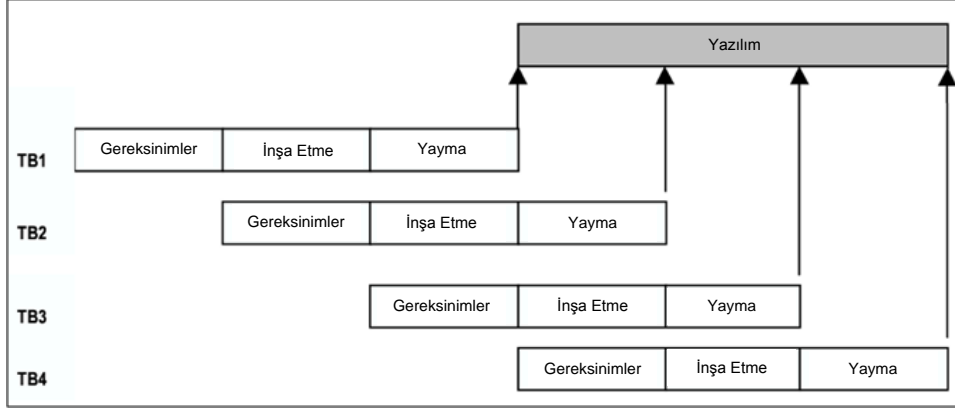 Yazılım
TB1 Gereksinimler İnşa Etme Yayma
TB2 Gereksinimler İnşa Etme Yayma
TB3 Gereksinimler İnşa Etme Yayma
TB4 Gereksinimler İnşa Etme Yayma